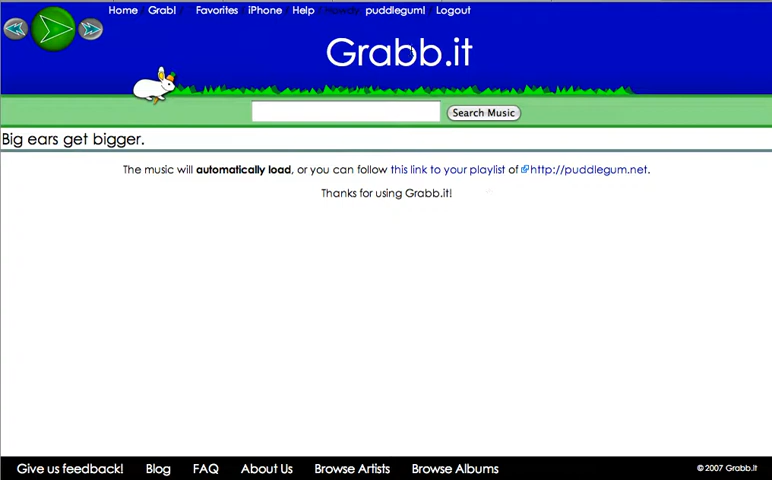 Home / Grab! / Favorites / iPhone / Help / Howdy, puddlegum! / Logout
Grabb.it
Search Music
Big ears get bigger.
The music will automatically load, or you can follow this link to your playlist of http://puddlegum.net.
Thanks for using Grabb.it!
Give us feedback! Blog FAQ About Us Browse Artists Browse Albums © 2007 Grabb.It